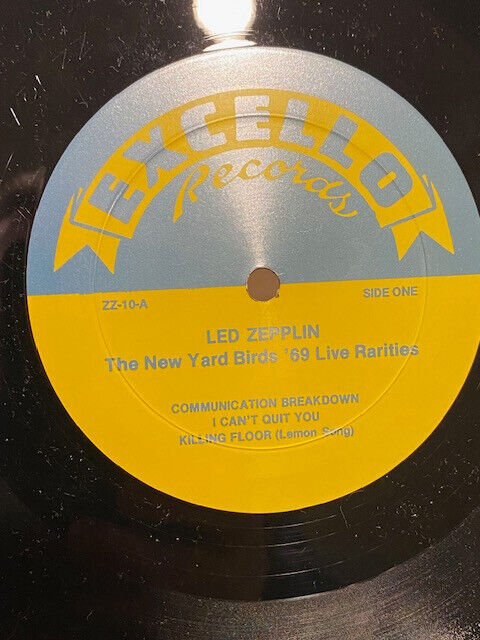 EXCELLO
Records
ZZ-10-A
SIDE ONE
LED ZEPPLIN
The New Yard Birds '69 Live Rarities
COMMUNICATION BREAKDOWN
I CAN'T QUIT YOU
KILLING FLOOR (Lemon Song)